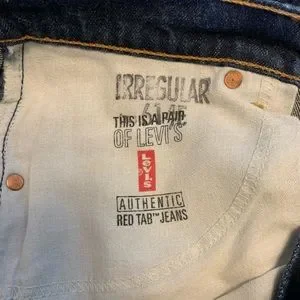 IRREGULAR
THIS IS A PAIR
OF LEVI'S
Levi's
AUTHENTIC
RED TAB™ JEANS